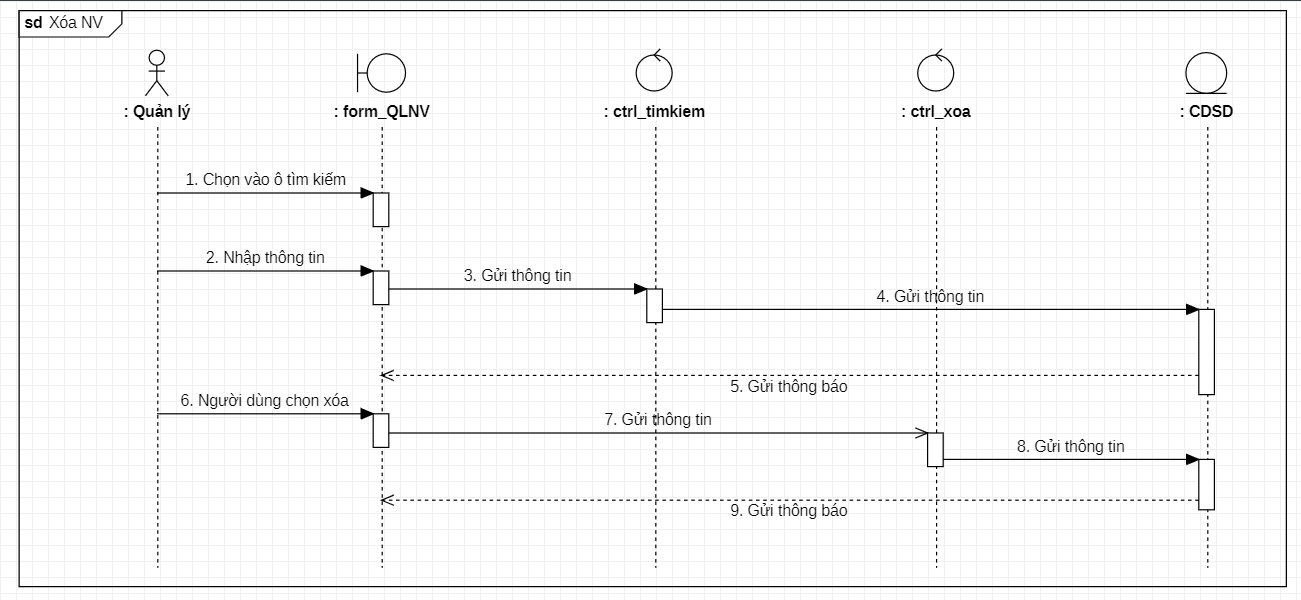 sd Xóa NV
: Quản lý
: form_QLNV
: ctrl_timkiem
: ctrl_xoa
: CDSD
1. Chọn vào ô tìm kiếm
2. Nhập thông tin
3. Gửi thông tin
4. Gửi thông tin
5. Gửi thông báo
6. Người dùng chọn xóa
7. Gửi thông tin
8. Gửi thông tin
9. Gửi thông báo